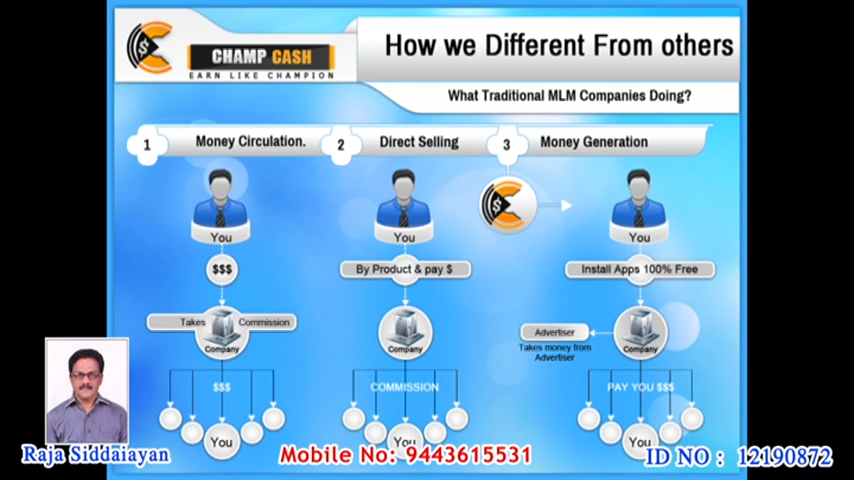 How we Different From others
CHAMP CASH
EARN LIKE CHAMPION
What Traditional MLM Companies Doing?
1 Money Circulation. 2 Direct Selling 3 Money Generation
$
You You You
$$$ By Product & pay $ Install Apps 100% Free
Takes Commission
Company Company Company
Advertiser
Takes money from
Advertiser
$$$ COMMISSION PAY YOU $$$
You You You
Raja Siddaiayan Mobile No: 9443615531 ID NO : 12190872